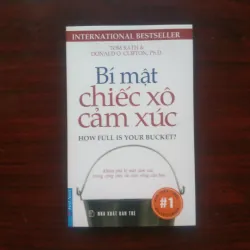 INTERNATIONAL BESTSELLER
TOM RATH &
DONALD O. CLIFTON, PH.D.
Bí mật
chiếc xô
cảm xúc
HOW FULL IS YOUR BUCKET?
#1
NHÀ XUẤT BẢN TRẺ